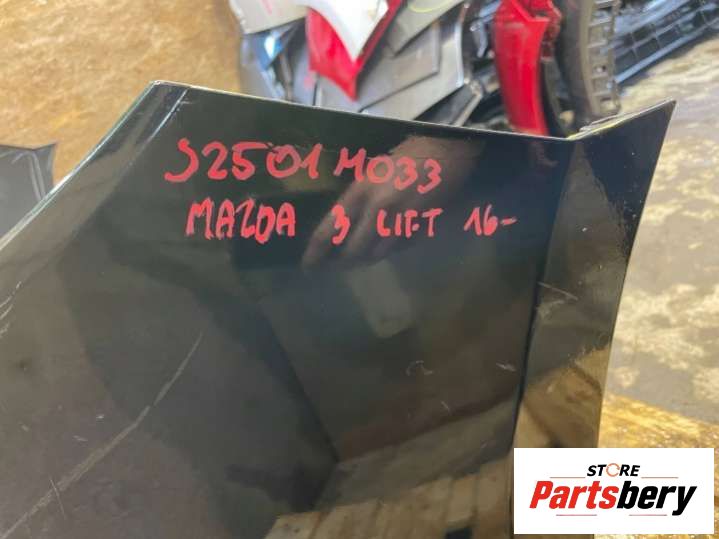 S2501M033
MAZDA 3 LIFT 16-
STORE
Partsbery